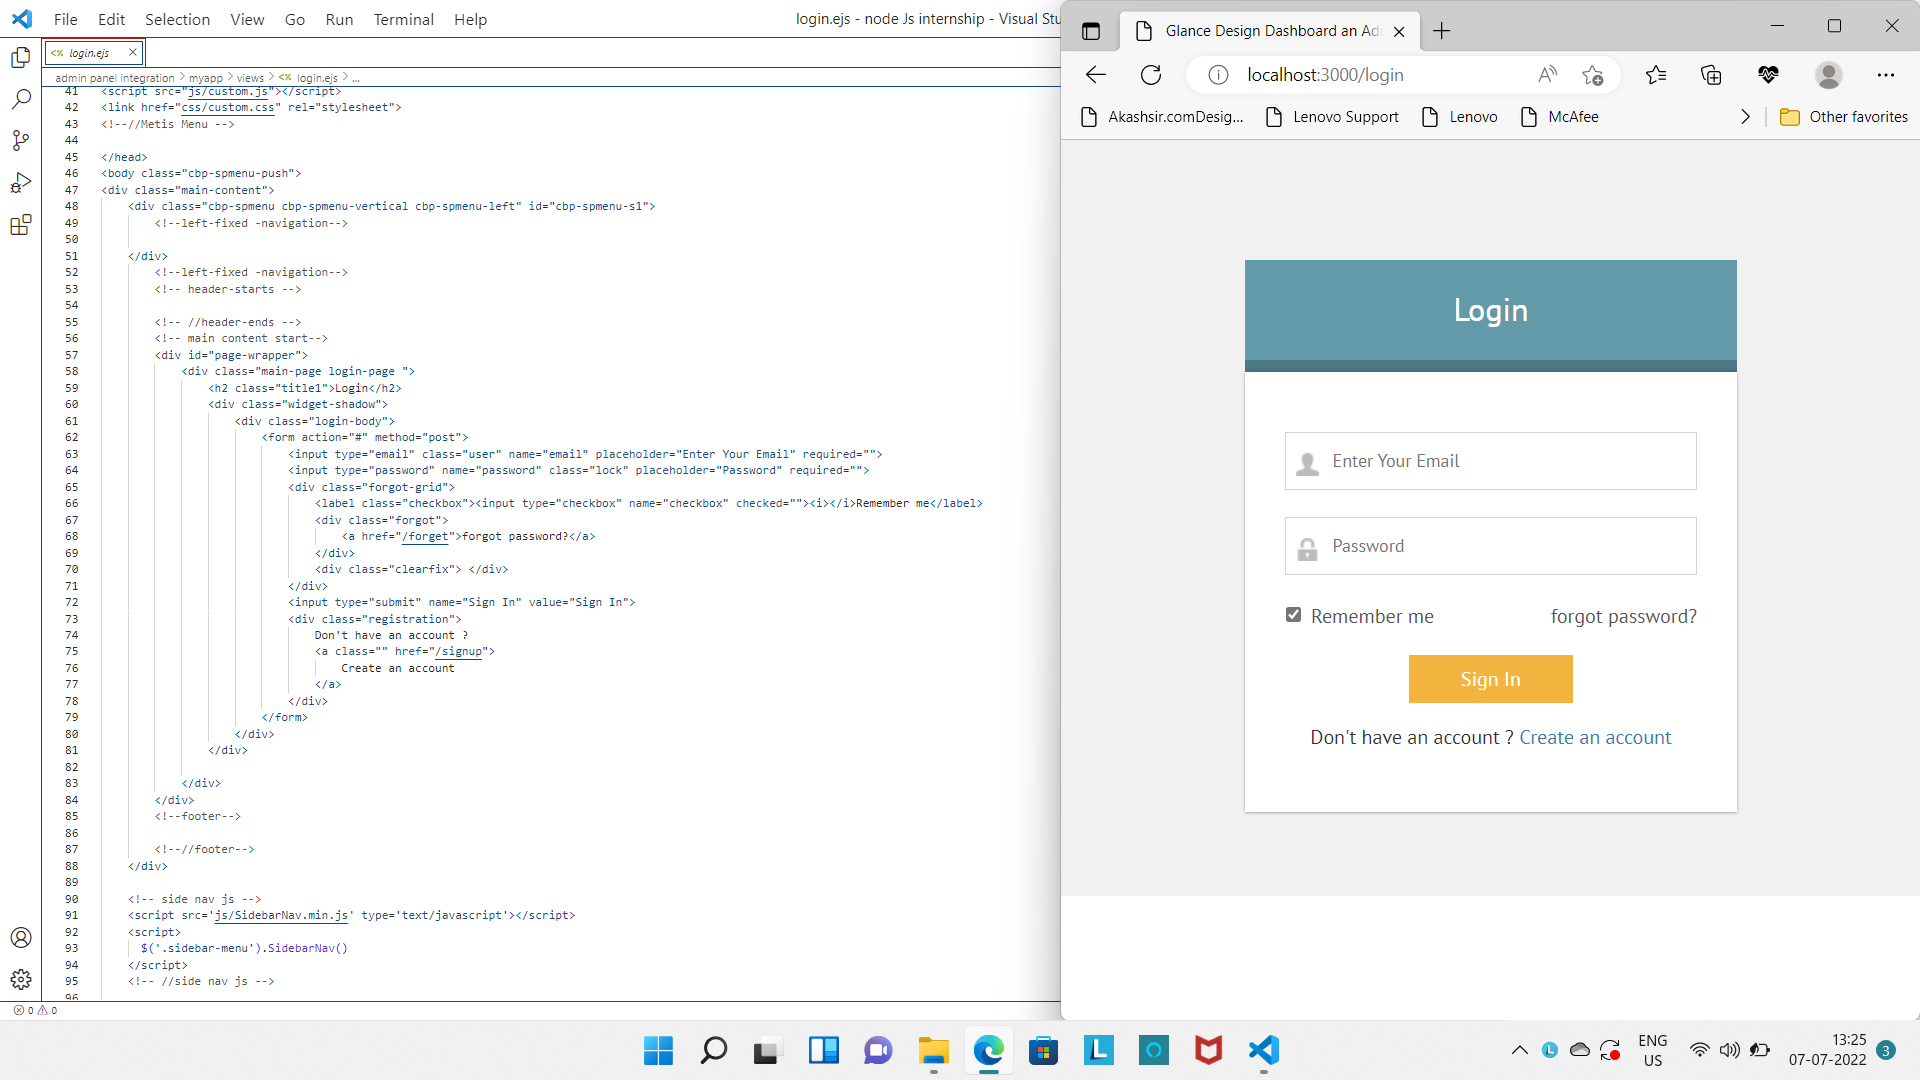 File Edit Selection View Go Run Terminal Help
login.ejs - node Js internship - Visual Stu
<% login.ejs
admin panel integration > myapp > views > <% login.ejs > ...
41 <script src="js/custom.js"></script>
42 <link href="css/custom.css" rel="stylesheet">
43 <!--//Metis Menu -->
44
45 </head>
46 <body class="cbp-spmenu-push">
47 <div class="main-content">
48 <div class="cbp-spmenu cbp-spmenu-vertical cbp-spmenu-left" id="cbp-spmenu-s1">
49 <!--left-fixed -navigation-->
50
51 </div>
52 <!--left-fixed -navigation-->
53 <!-- header-starts -->
54
55 <!-- //header-ends -->
56 <!-- main content start-->
57 <div id="page-wrapper">
58 <div class="main-page login-page ">
59 <h2 class="title1">Login</h2>
60 <div class="widget-shadow">
61 <div class="login-body">
62 <form action="#" method="post">
63 <input type="email" class="user" name="email" placeholder="Enter Your Email" required="">
64 <input type="password" name="password" class="lock" placeholder="Password" required="">
65 <div class="forgot-grid">
66 <label class="checkbox"><input type="checkbox" name="checkbox" checked=""><i></i>Remember me</label>
67 <div class="forgot">
68 <a href="/forget">forgot password?</a>
69 </div>
70 <div class="clearfix"> </div>
71 </div>
72 <input type="submit" name="Sign In" value="Sign In">
73 <div class="registration">
74 Don't have an account ?
75 <a class="" href="/signup">
76 Create an account
77 </a>
78 </div>
79 </form>
80 </div>
81 </div>
82
83 </div>
84 </div>
85 <!--footer-->
86
87 <!--//footer-->
88 </div>
89
90 <!-- side nav js -->
91 <script src='js/SidebarNav.min.js' type='text/javascript'></script>
92 <script>
93 $('.sidebar-menu').SidebarNav()
94 </script>
95 <!-- //side nav js -->
96
0 0
Glance Design Dashboard an Ad
localhost:3000/login
Akashsir.comDesig... Lenovo Support Lenovo McAfee Other favorites
Login
Enter Your Email
Password
Remember me forgot password?
Sign In
Don't have an account ? Create an account
ENG
US
13:25
07-07-2022
3